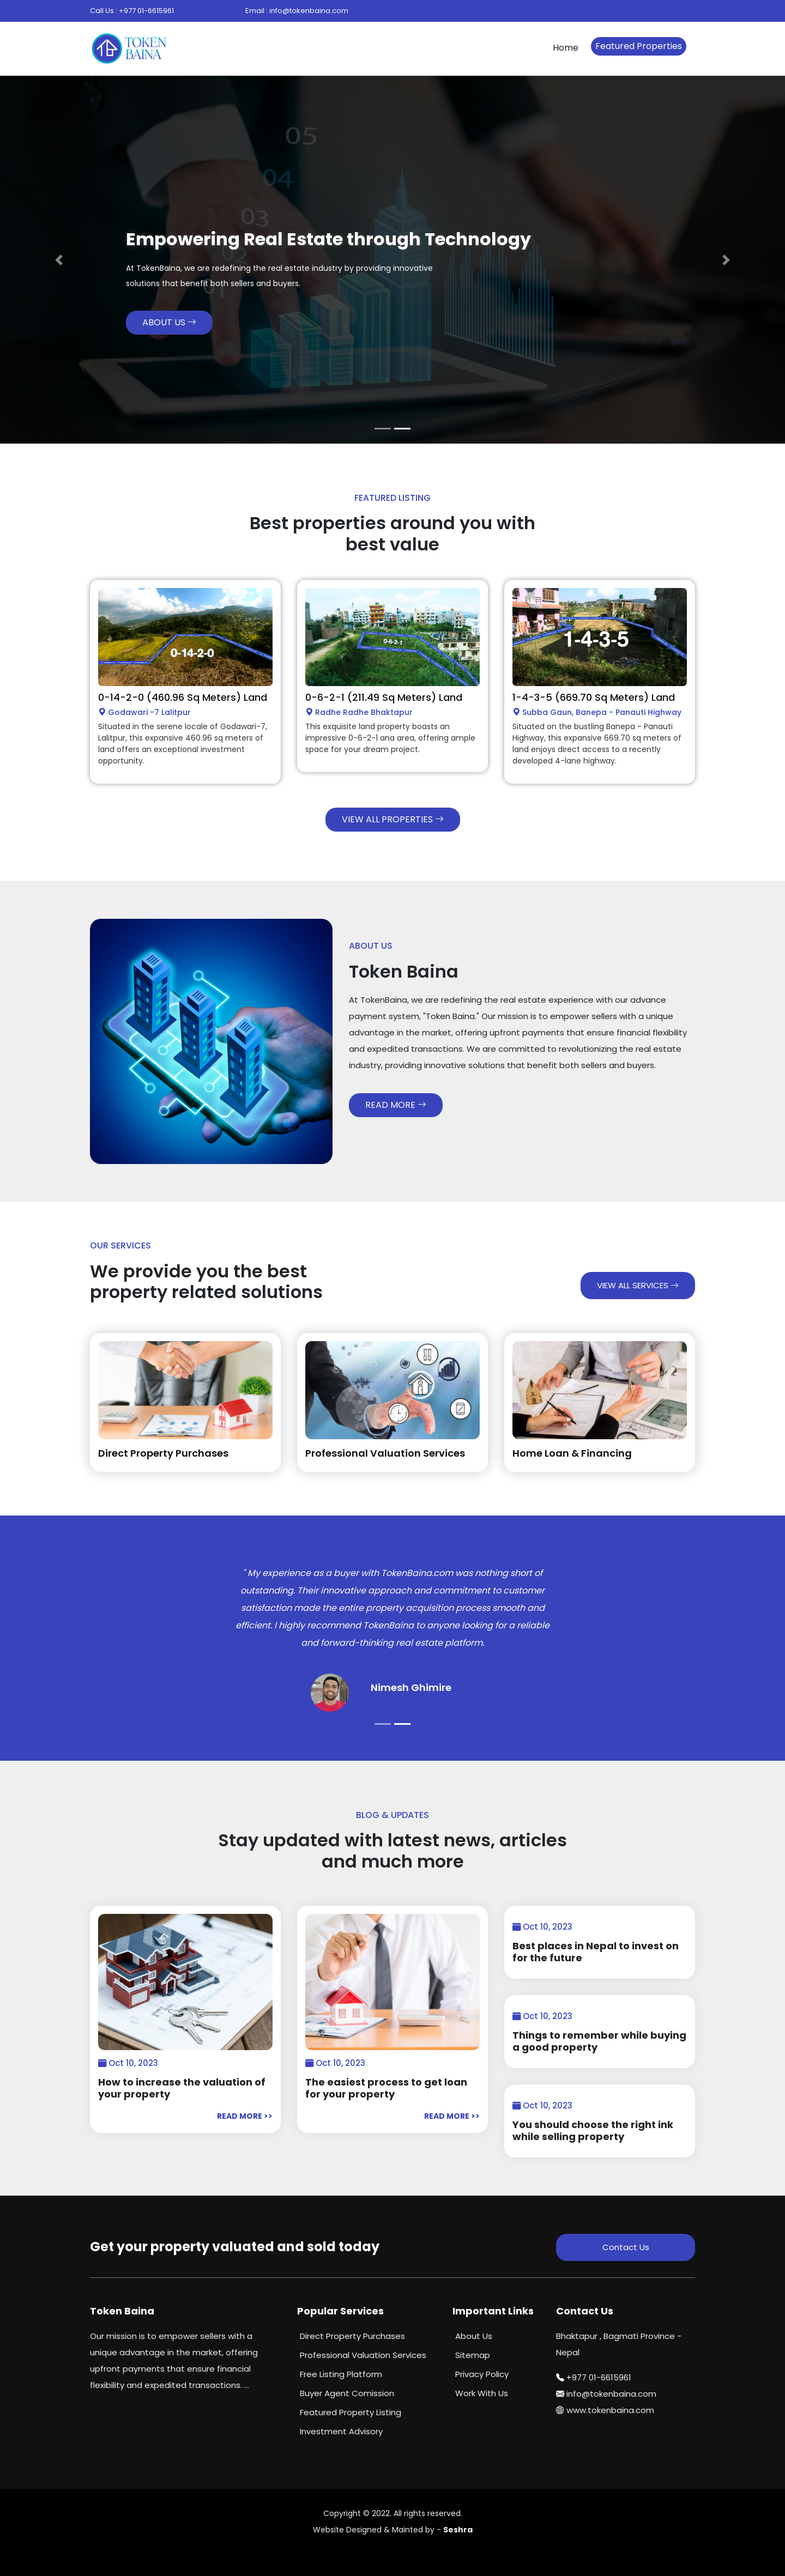 Call Us : +977 01-6615961
Email : info@tokenbaina.com
TOKEN
BAINA
Home
Featured Properties
05
04
03
02
01
Empowering Real Estate through Technology
At TokenBaina, we are redefining the real estate industry by providing innovative
solutions that benefit both sellers and buyers.
ABOUT US
FEATURED LISTING
Best properties around you with
best value
0-14-2-0
0-14-2-0 (460.96 Sq Meters) Land
Godawari -7 Lalitpur
Situated in the serene locale of Godawari-7,
Lalitpur, this expansive 460.96 sq meters of
land offers an exceptional investment
opportunity.
0-6-2-1
0-6-2-1 (211.49 Sq Meters) Land
Radhe Radhe Bhaktapur
This exquisite land property boasts an
impressive 0-6-2-1 ana area, offering ample
space for your dream project.
1-4-3-5
1-4-3-5 (669.70 Sq Meters) Land
Subba Gaun, Banepa - Panauti Highway
Situated on the bustling Banepa - Panauti
Highway, this expansive 669.70 sq meters of
land enjoys direct access to a recently
developed 4-lane highway.
VIEW ALL PROPERTIES
ABOUT US
Token Baina
At TokenBaina, we are redefining the real estate experience with our advance
payment system, "Token Baina." Our mission is to empower sellers with a unique
advantage in the market, offering upfront payments that ensure financial flexibility
and expedited transactions. We are committed to revolutionizing the real estate
industry, providing innovative solutions that benefit both sellers and buyers.
READ MORE
OUR SERVICES
We provide you the best
property related solutions
VIEW ALL SERVICES
Direct Property Purchases
Professional Valuation Services
Home Loan & Financing
" My experience as a buyer with TokenBaina.com was nothing short of
outstanding. Their innovative approach and commitment to customer
satisfaction made the entire property acquisition process smooth and
efficient. I highly recommend TokenBaina to anyone looking for a reliable
and forward-thinking real estate platform.
Nimesh Ghimire
BLOG & UPDATES
Stay updated with latest news, articles
and much more
Oct 10, 2023
How to increase the valuation of
your property
READ MORE >>
Oct 10, 2023
The easiest process to get loan
for your property
READ MORE >>
Oct 10, 2023
Best places in Nepal to invest on
for the future
Oct 10, 2023
Things to remember while buying
a good property
Oct 10, 2023
You should choose the right ink
while selling property
Get your property valuated and sold today
Contact Us
Token Baina
Our mission is to empower sellers with a
unique advantage in the market, offering
upfront payments that ensure financial
flexibility and expedited transactions. ...
Popular Services
Direct Property Purchases
Professional Valuation Services
Free Listing Platform
Buyer Agent Comission
Featured Property Listing
Investment Advisory
Important Links
About Us
Sitemap
Privacy Policy
Work With Us
Contact Us
Bhaktapur , Bagmati Province -
Nepal
+977 01-6615961
info@tokenbaina.com
www.tokenbaina.com
Copyright © 2022. All rights reserved.
Website Designed & Mainted by - Seshra